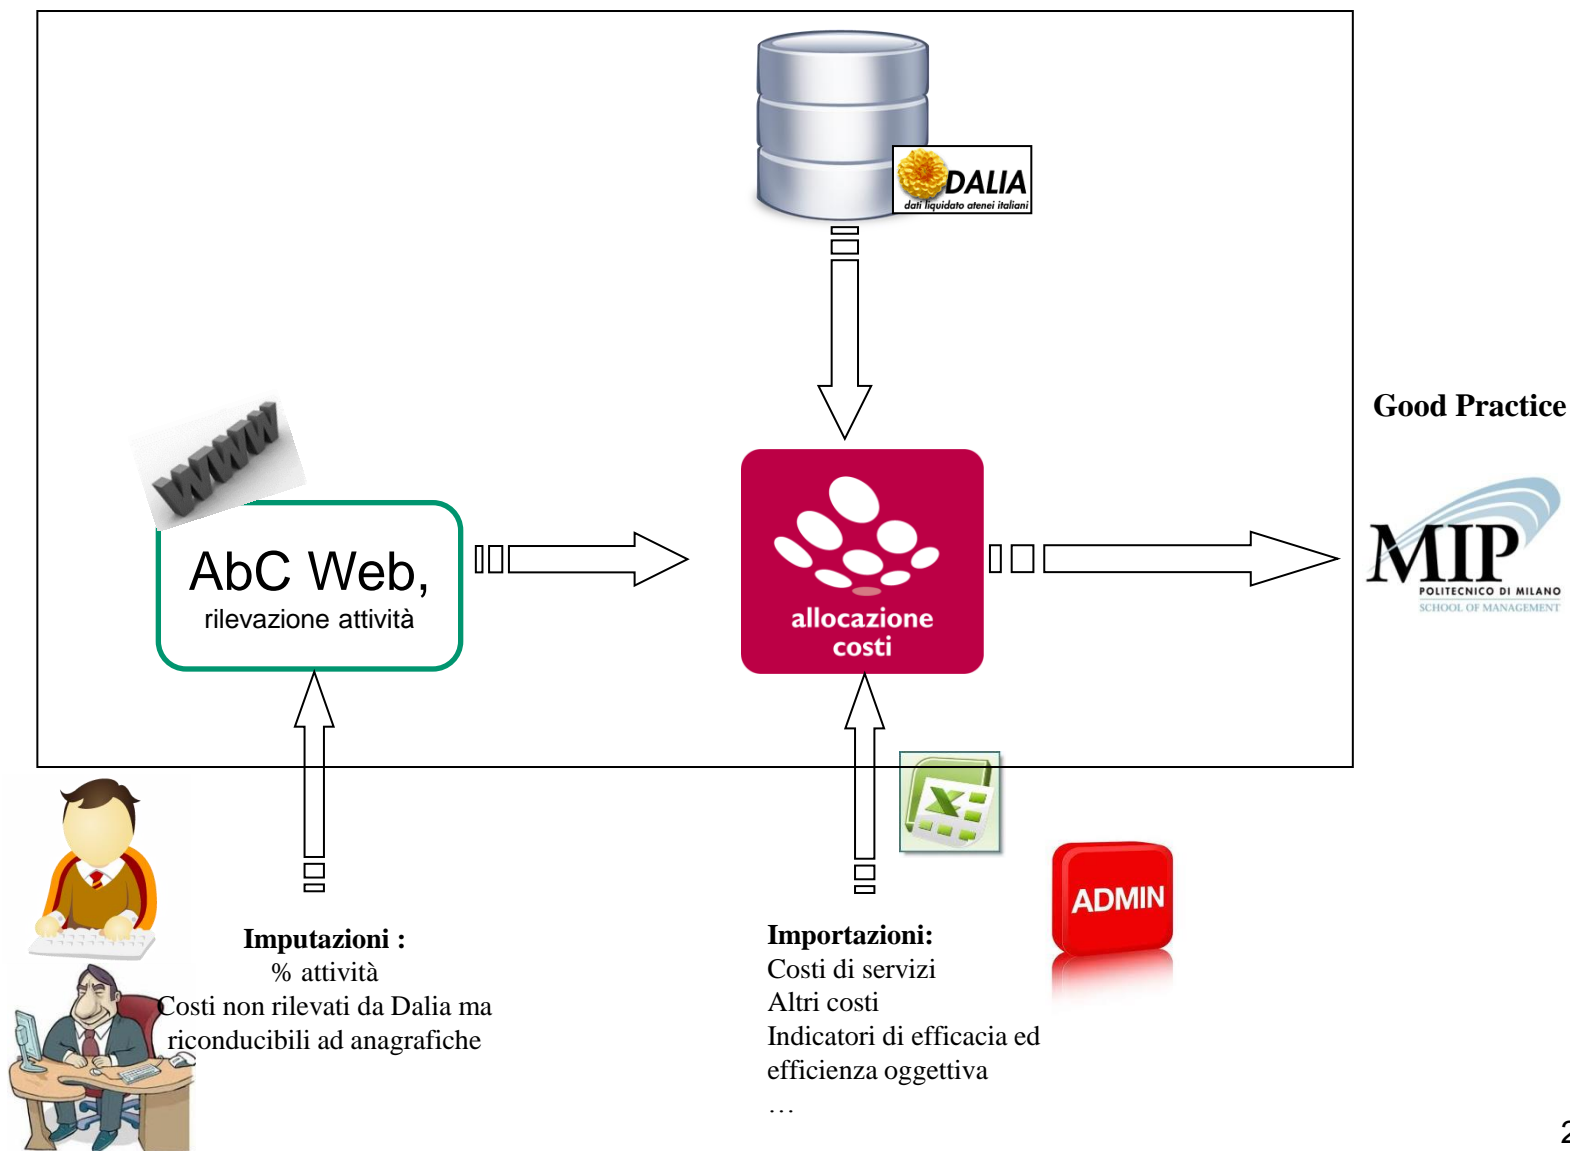 DALIA
dati liquidato atenei italiani
Good Practice
WWW
AbC Web,
rilevazione attività
allocazione
costi
MIP
POLITECNICO DI MILANO
SCHOOL OF MANAGEMENT
ADMIN
Imputazioni :
% attività
Costi non rilevati da Dalia ma
riconducibili ad anagrafiche
Importazioni:
Costi di servizi
Altri costi
Indicatori di efficacia ed
efficienza oggettiva
…
2